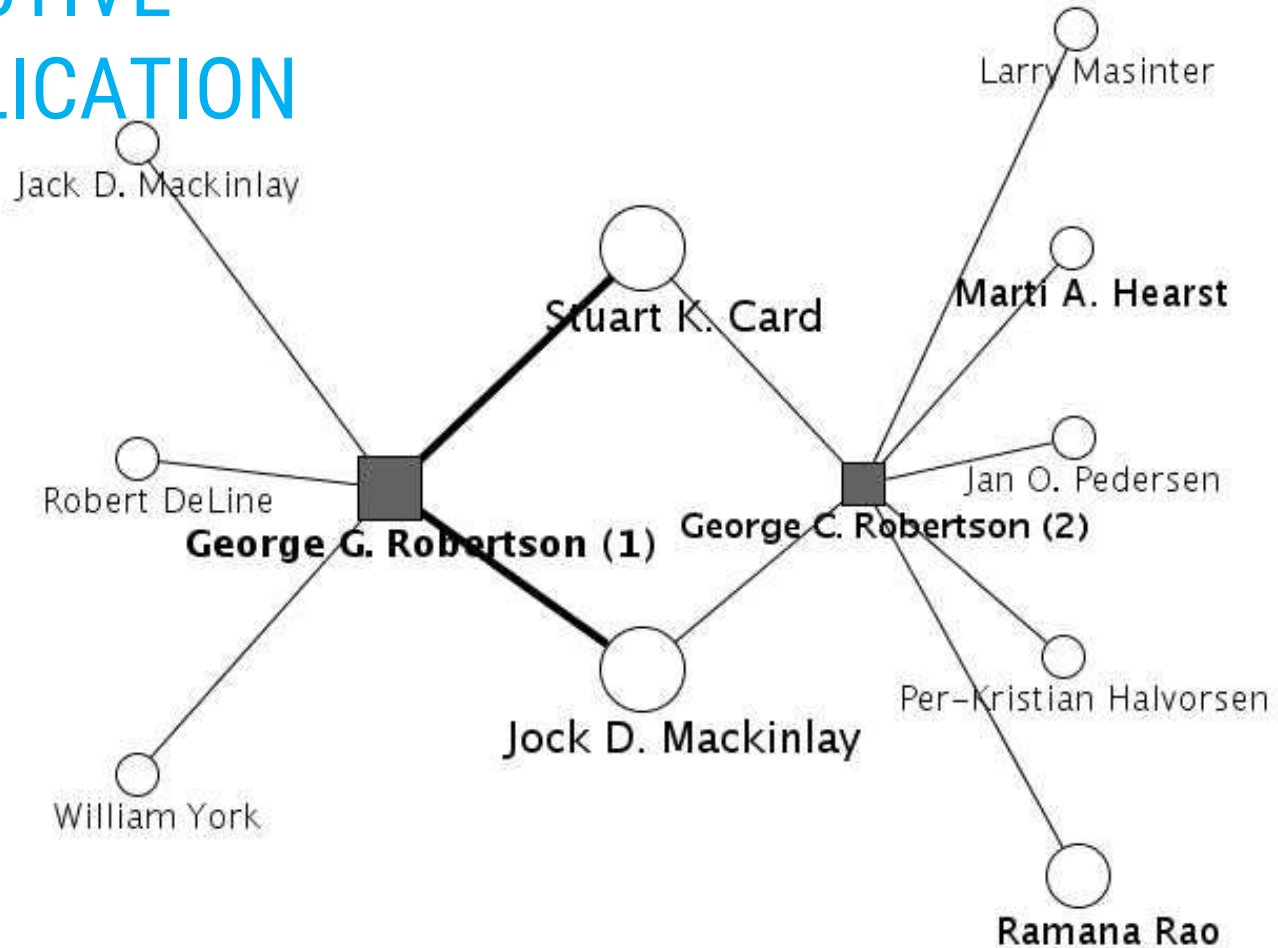 LICATION
Larry Masinter
Jack D. Mackinlay
Marti A. Hearst
Stuart K. Card
Jan O. Pedersen
Robert DeLine
George C. Robertson (2)
George G. Robertson (1)
Per-Kristian Halvorsen
Jock D. Mackinlay
William York
Ramana Rao